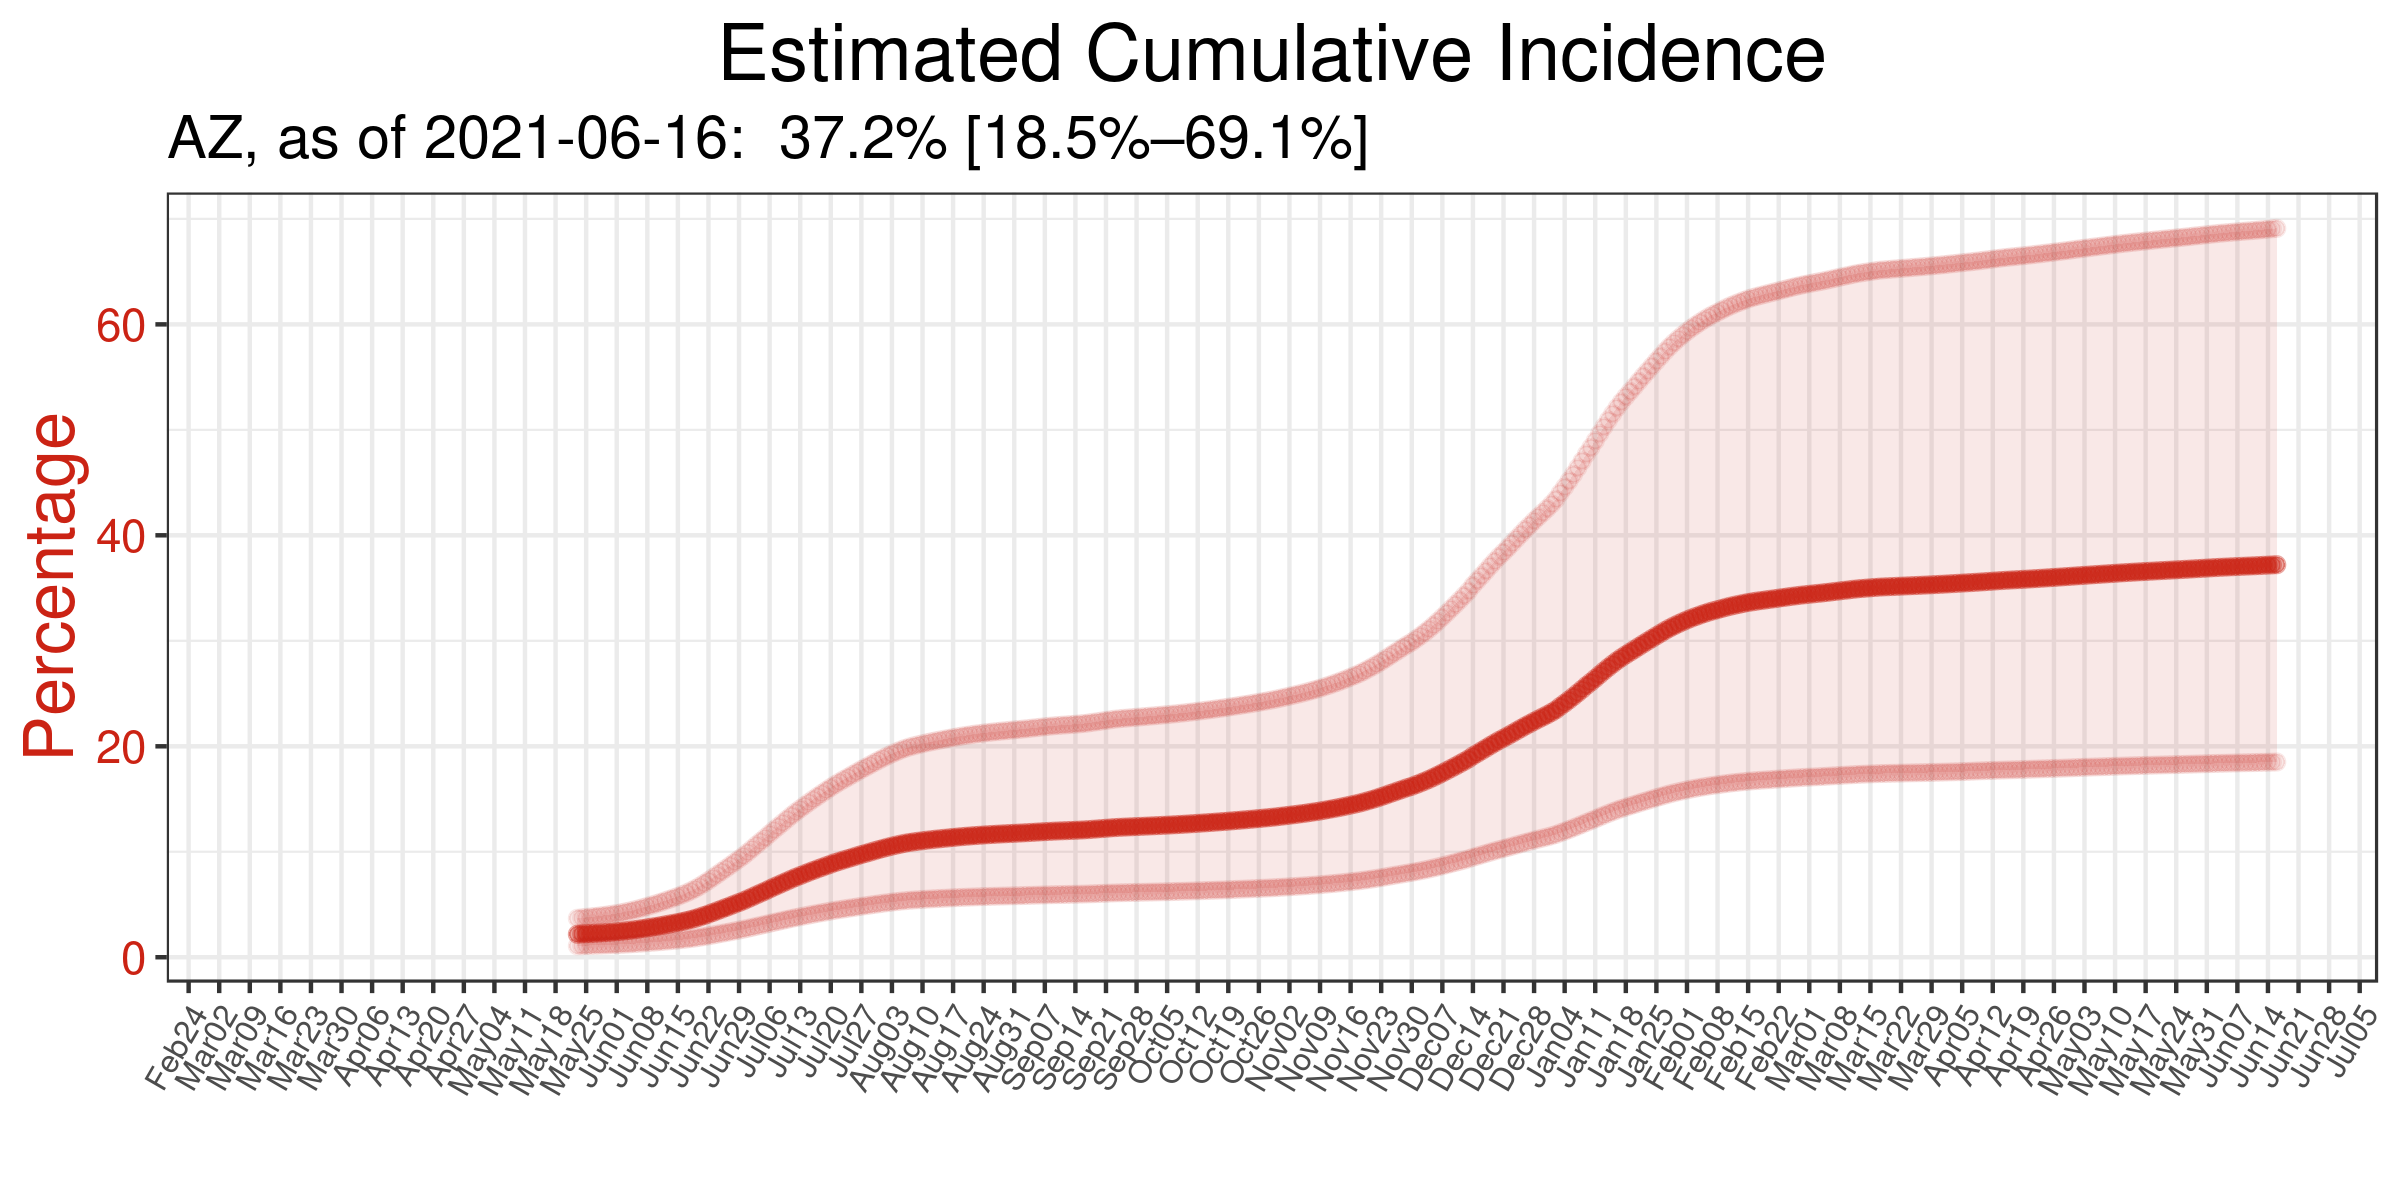 Estimated Cumulative Incidence
AZ, as of 2021-06-16:  37.2% [18.5%–69.1%]
Percentage
60
40
20
0
Feb24
Mar02
Mar09
Mar16
Mar23
Mar30
Apr06
Apr13
Apr20
Apr27
May04
May11
May18
May25
Jun01
Jun08
Jun15
Jun22
Jun29
Jul06
Jul13
Jul20
Jul27
Aug03
Aug10
Aug17
Aug24
Aug31
Sep07
Sep14
Sep21
Sep28
Oct05
Oct12
Oct19
Oct26
Nov02
Nov09
Nov16
Nov23
Nov30
Dec07
Dec14
Dec21
Dec28
Jan04
Jan11
Jan18
Jan25
Feb01
Feb08
Feb15
Feb22
Mar01
Mar08
Mar15
Mar22
Mar29
Apr05
Apr12
Apr19
Apr26
May03
May10
May17
May24
May31
Jun07
Jun14
Jun21
Jun28
Jul05